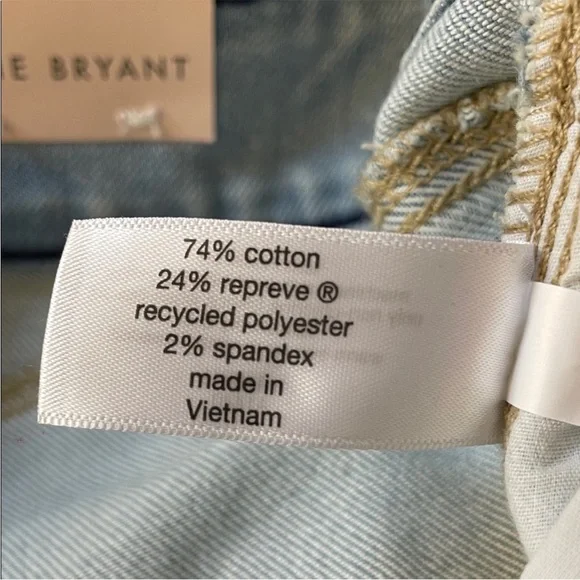 E BRYANT
74% cotton
24% repreve ®
recycled polyester
2% spandex
made in
Vietnam